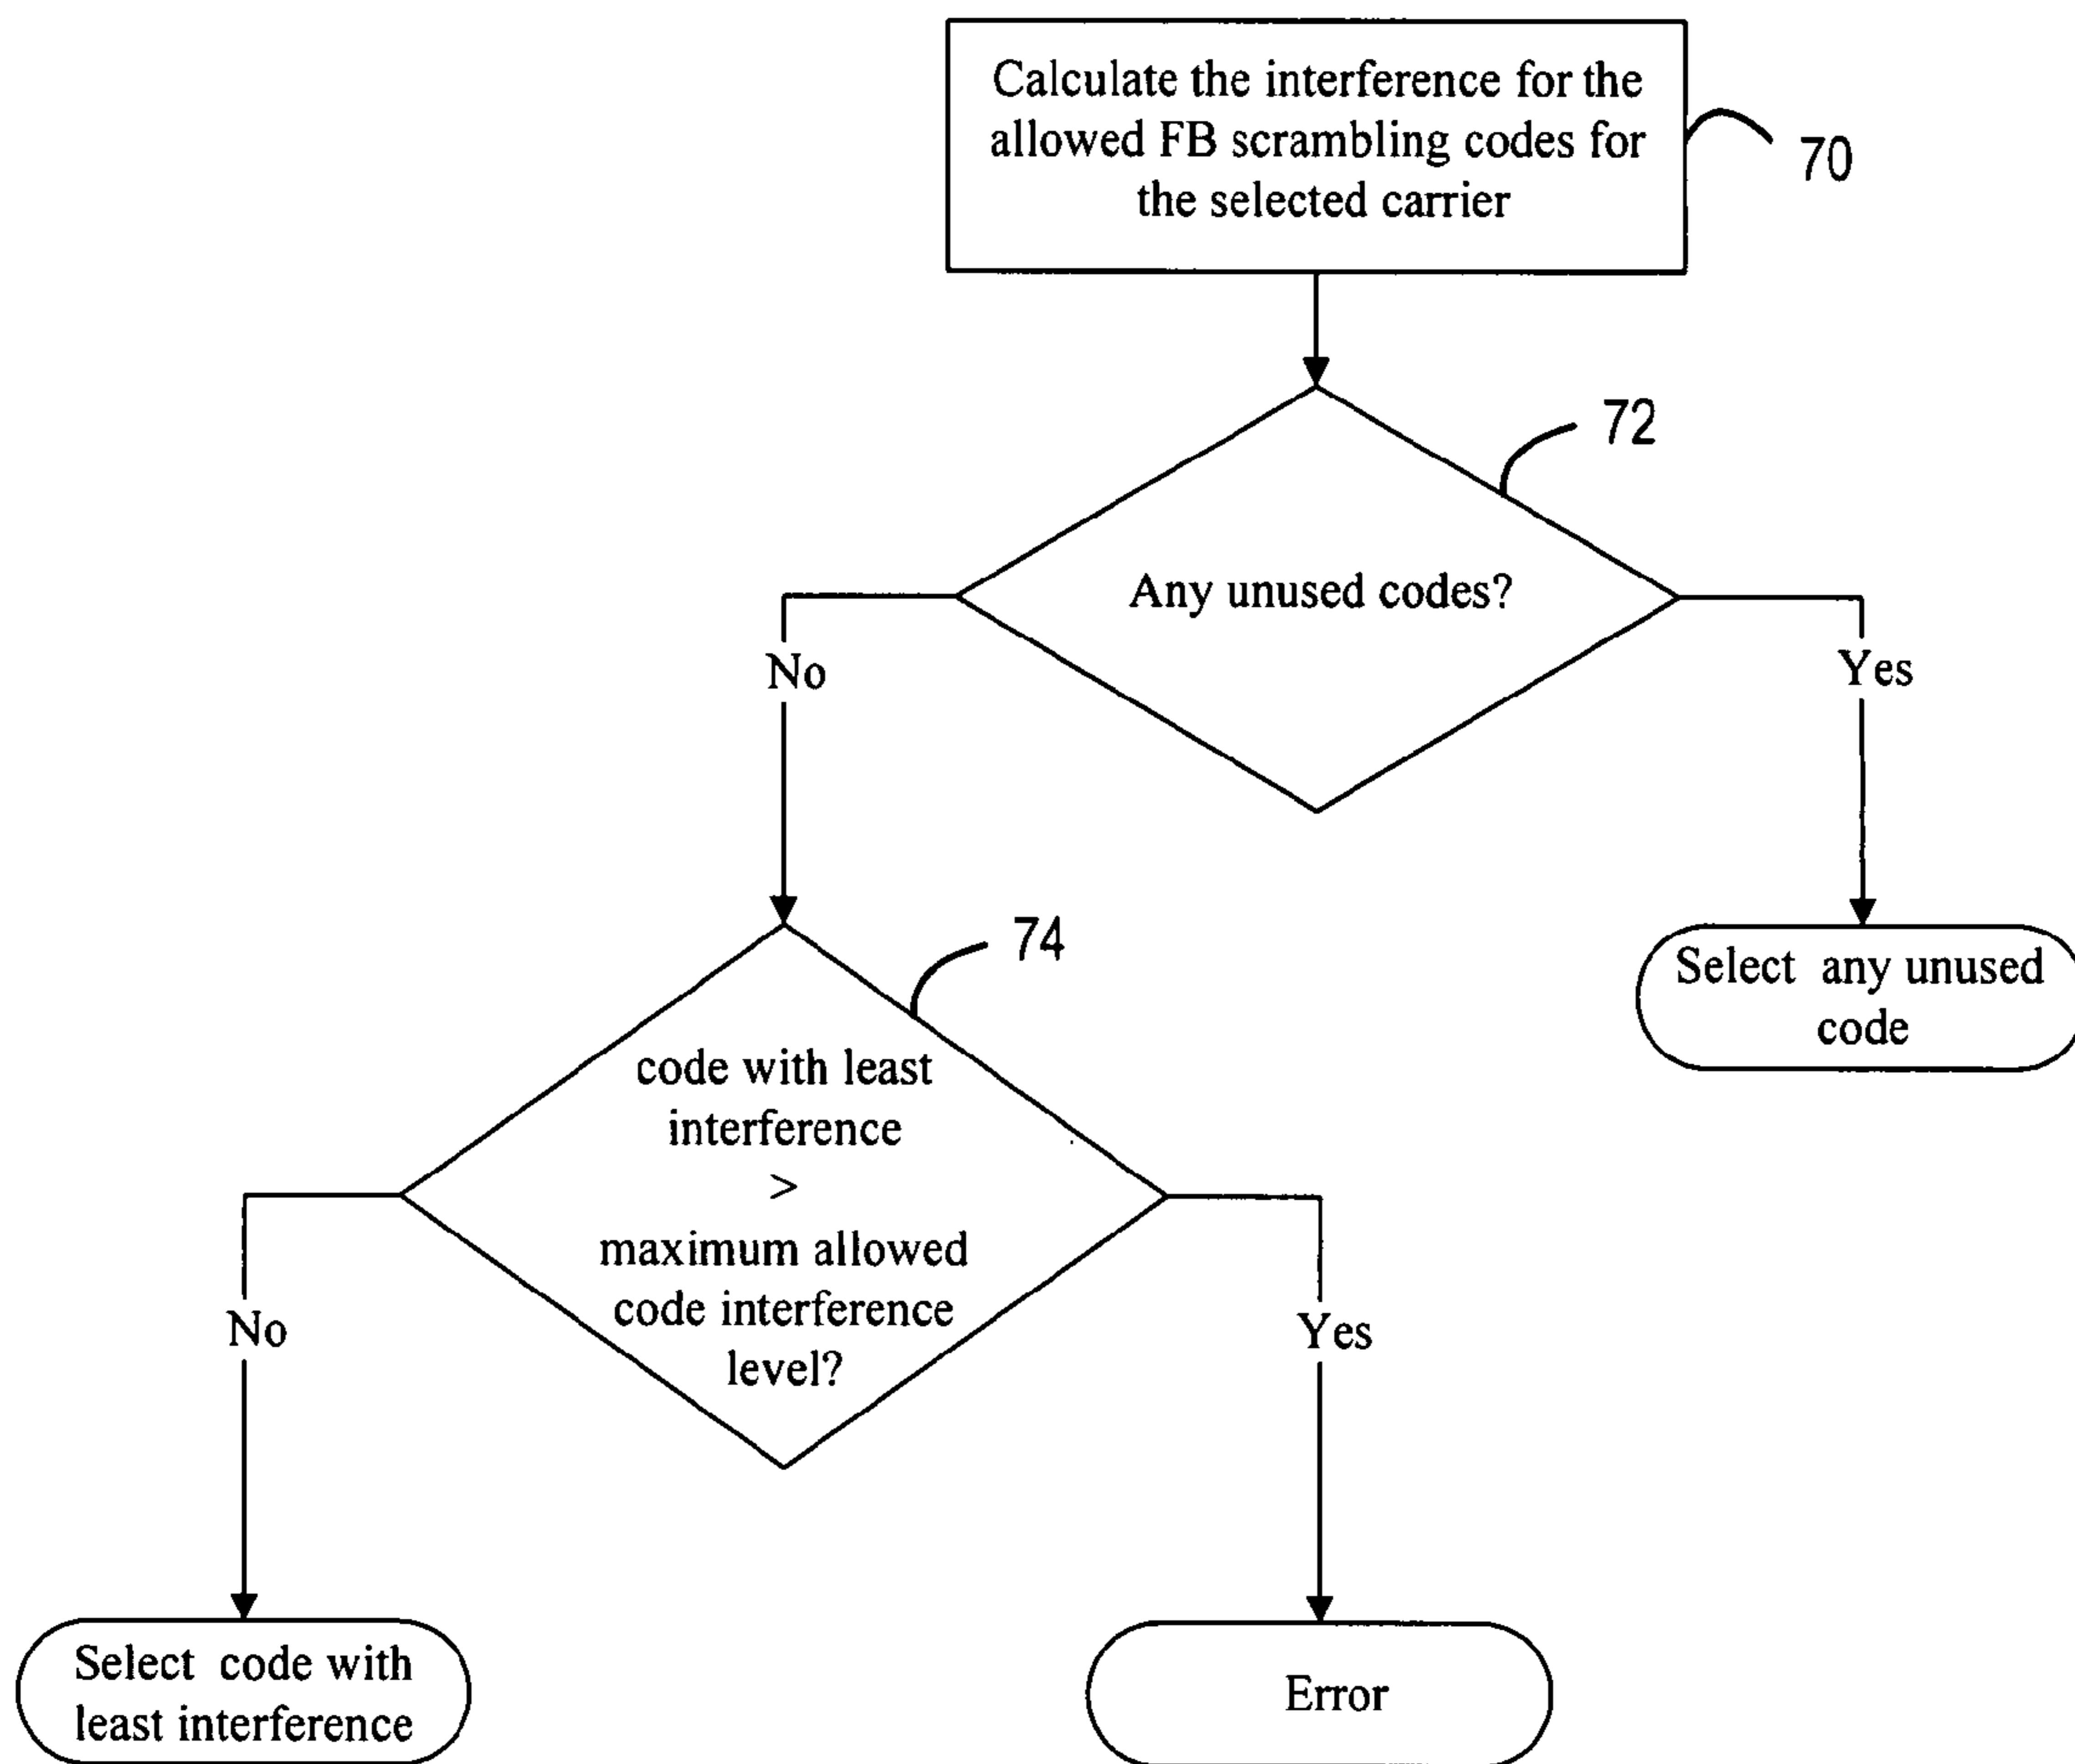 Calculate the interference for the
allowed FB scrambling codes for
the selected carrier
70
72
Any unused codes?
No
Yes
74
Select any unused
code
code with least
interference
>
maximum allowed
code interference
level?
No
Yes
Select code with
least interference
Error